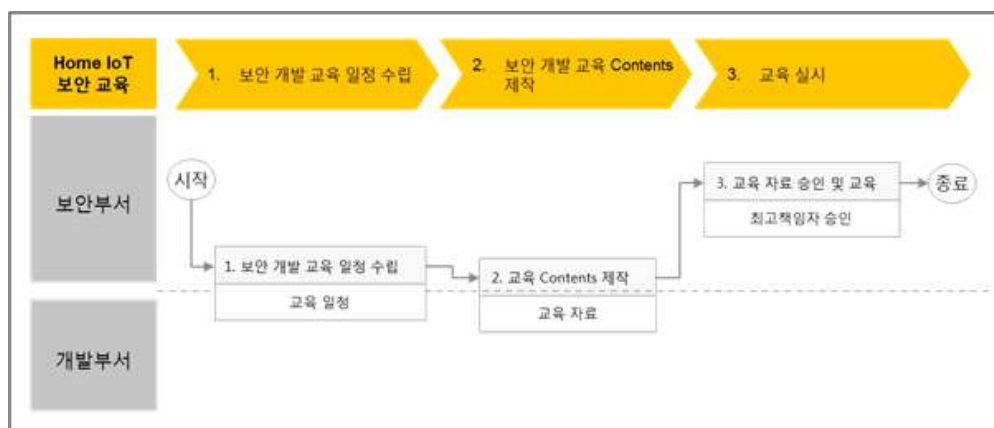 Home IoT
보안 교육
1. 보안 개발 교육 일정 수립
2. 보안 개발 교육 Contents
제작
3. 교육 실시
보안부서
시작
3. 교육 자료 승인 및 교육
최고책임자 승인
종료
1. 보안 개발 교육 일정 수립
교육 일정
2. 교육 Contents 제작
교육 자료
개발부서